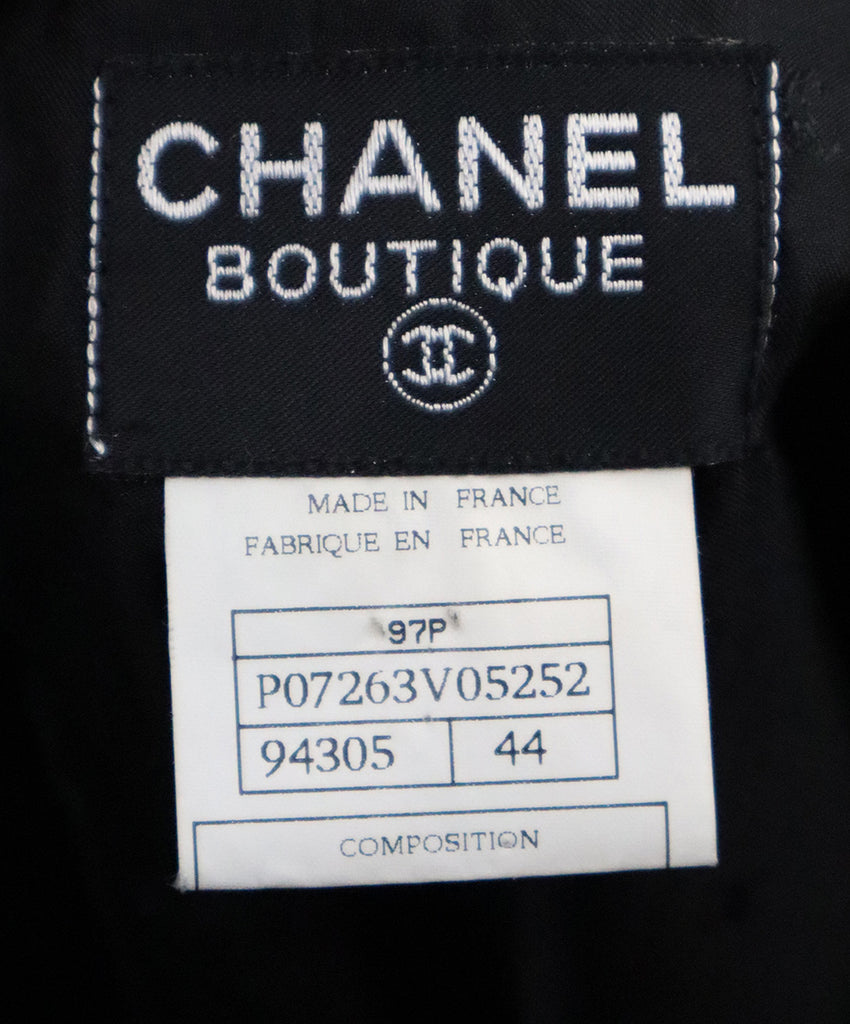 CHANEL
BOUTIQUE
MADE IN FRANCE
FABRIQUE EN FRANCE
97P
P07263V05252
94305 44
COMPOSITION